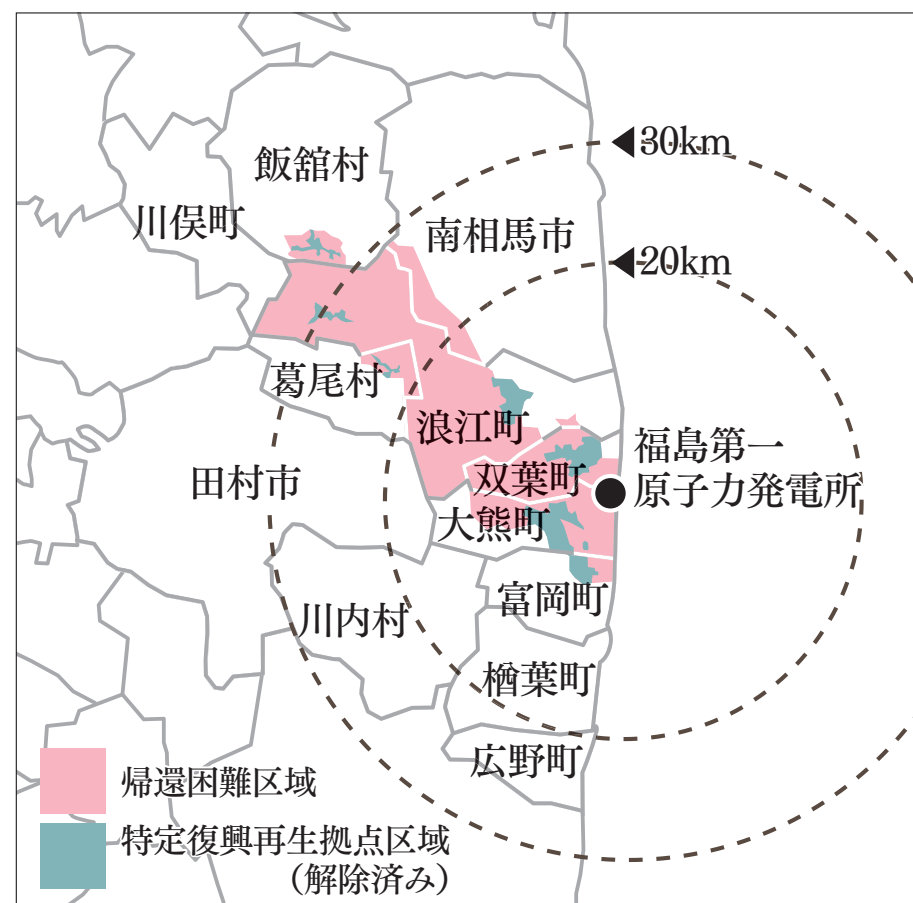 ◀30km
飯舘村
川俣町
南相馬市
◀20km
葛尾村
浪江町
福島第一
原子力発電所
田村市
双葉町
大熊町
富岡町
川内村
楢葉町
広野町
帰還困難区域
特定復興再生拠点区域
（解除済み）